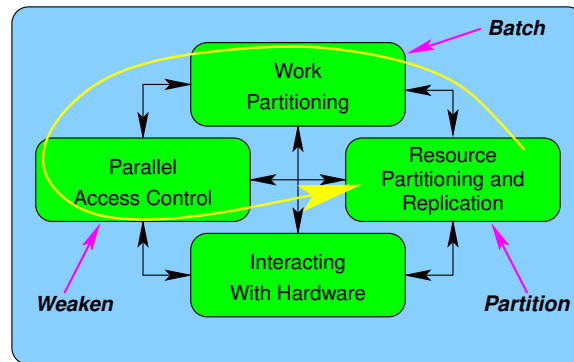 Batch
Work
Partitioning
Parallel
Access Control
Resource
Partitioning and
Replication
Interacting
With Hardware
Weaken
Partition